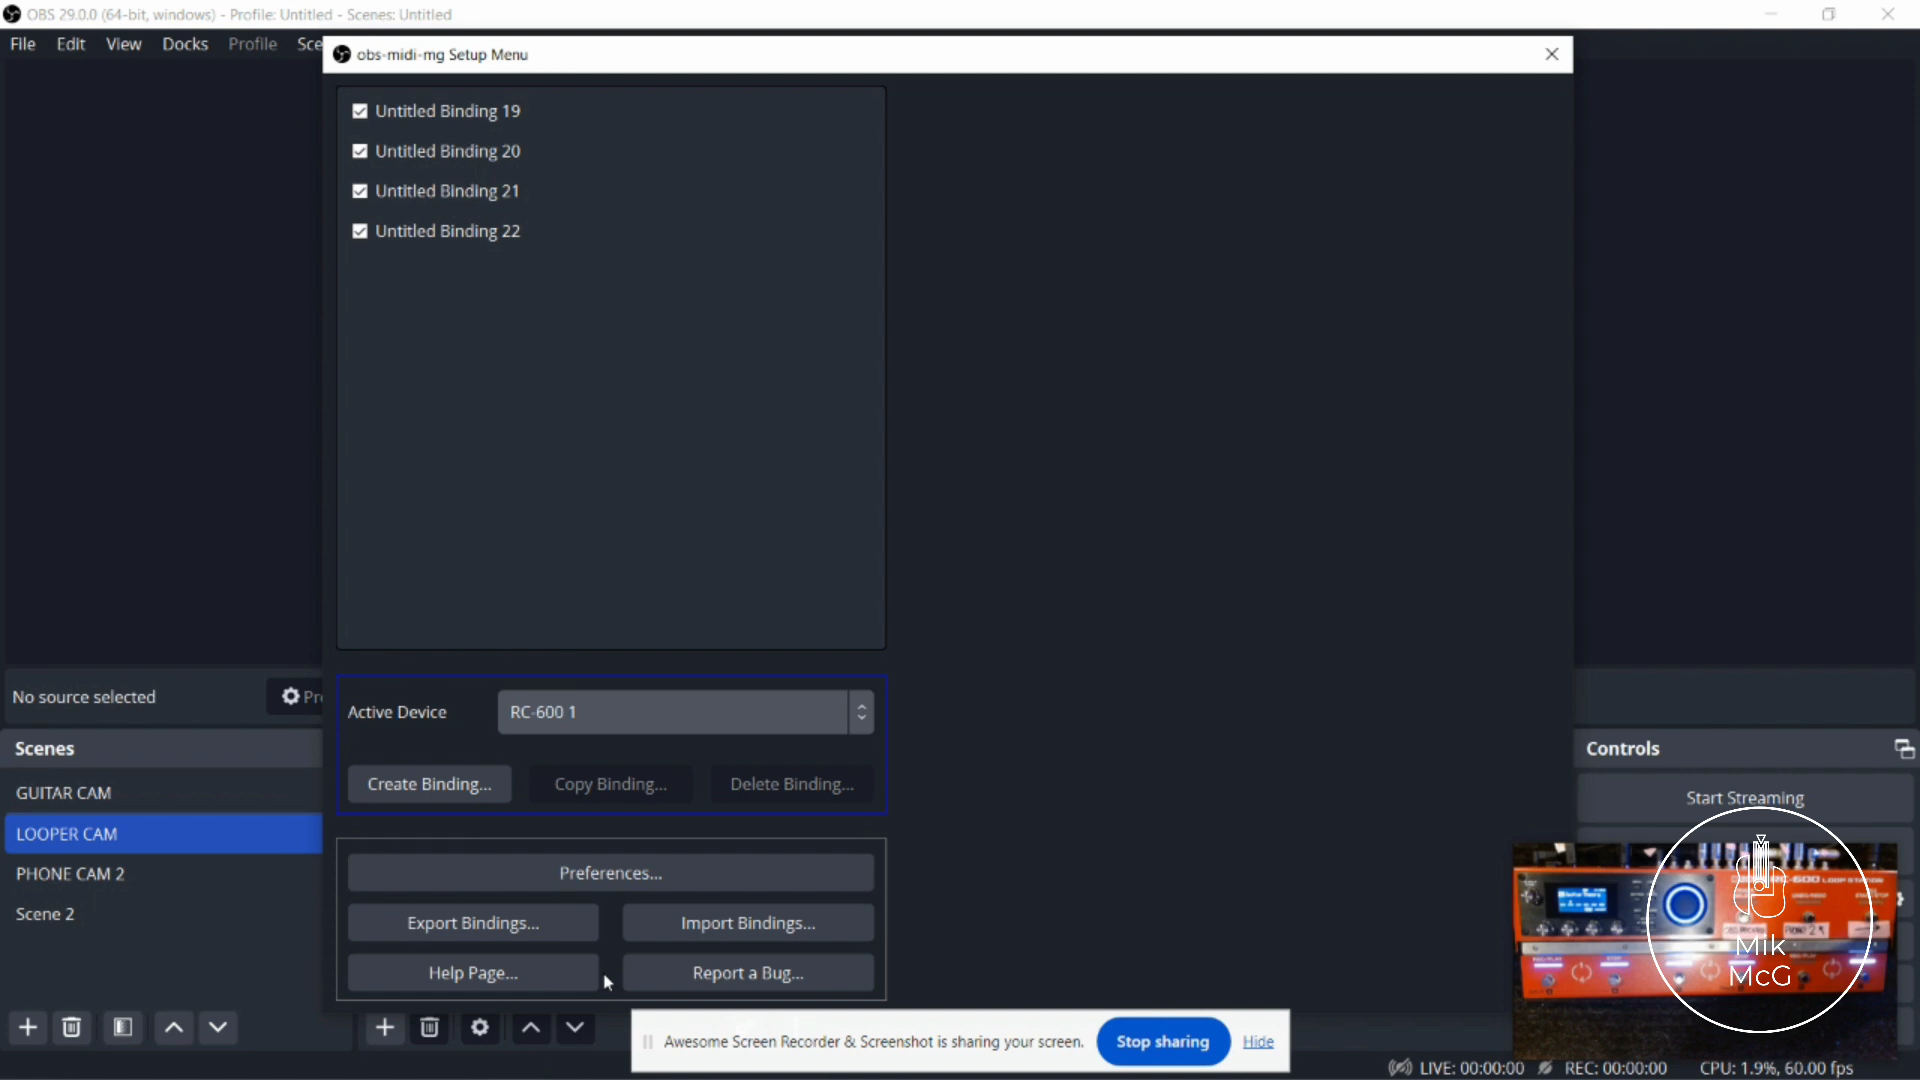 OBS 29.0.0 (64-bit, windows) - Profile: Untitled - Scenes: Untitled
File Edit View Docks Profile Sce
obs-midi-mg Setup Menu
Untitled Binding 19
Untitled Binding 20
Untitled Binding 21
Untitled Binding 22
No source selected
Pr
Active Device RC-600 1
Create Binding... Copy Binding... Delete Binding...
Preferences...
Export Bindings... Import Bindings...
Help Page... Report a Bug...
Scenes
GUITAR CAM
LOOPER CAM
PHONE CAM 2
Scene 2
Controls
Start Streaming
RC-600 LOOP STATION
Mik
McG
Awesome Screen Recorder & Screenshot is sharing your screen. Stop sharing Hide
LIVE: 00:00:00 REC: 00:00:00 CPU: 1.9%, 60.00 fps